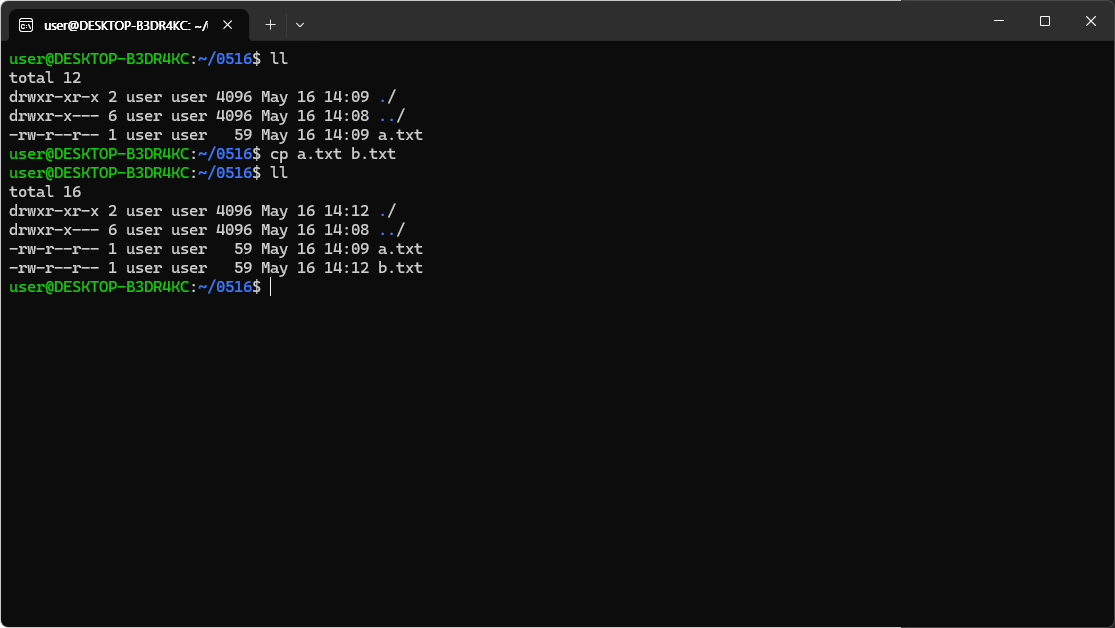 user@DESKTOP-B3DR4KC: ~/
user@DESKTOP-B3DR4KC:~/0516$ ll
total 12
drwxr-xr-x 2 user user 4096 May 16 14:09 ./
drwxr-x--- 6 user user 4096 May 16 14:08 ../
-rw-r--r-- 1 user user   59 May 16 14:09 a.txt
user@DESKTOP-B3DR4KC:~/0516$ cp a.txt b.txt
user@DESKTOP-B3DR4KC:~/0516$ ll
total 16
drwxr-xr-x 2 user user 4096 May 16 14:12 ./
drwxr-x--- 6 user user 4096 May 16 14:08 ../
-rw-r--r-- 1 user user   59 May 16 14:09 a.txt
-rw-r--r-- 1 user user   59 May 16 14:12 b.txt
user@DESKTOP-B3DR4KC:~/0516$